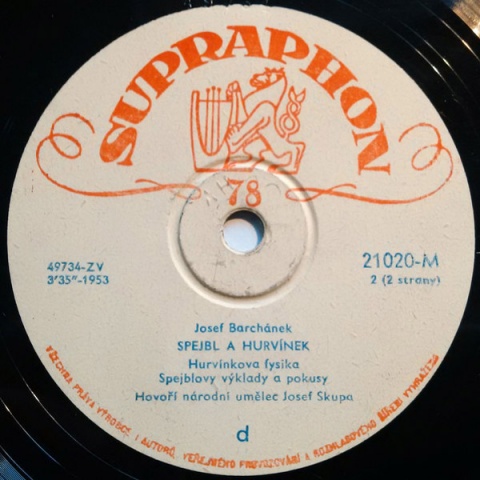 SUPRAPHON
78
49734-ZV
3'35"-1953
21020-M
2 (2 strany)
Josef Barchánek
SPEJBL A HURVÍNEK
Hurvínkova fysika
Spejblovy výklady a pokusy
Hovoří národní umělec Josef Skupa
d
VŠECHNA PRÁVA VÝROBCE I AUTORŮ, VEŘEJNÉHO PROVOZOVÁNÍ A ROZHLASOVÉHO ŠÍŘENÍ VYHRAŽENA